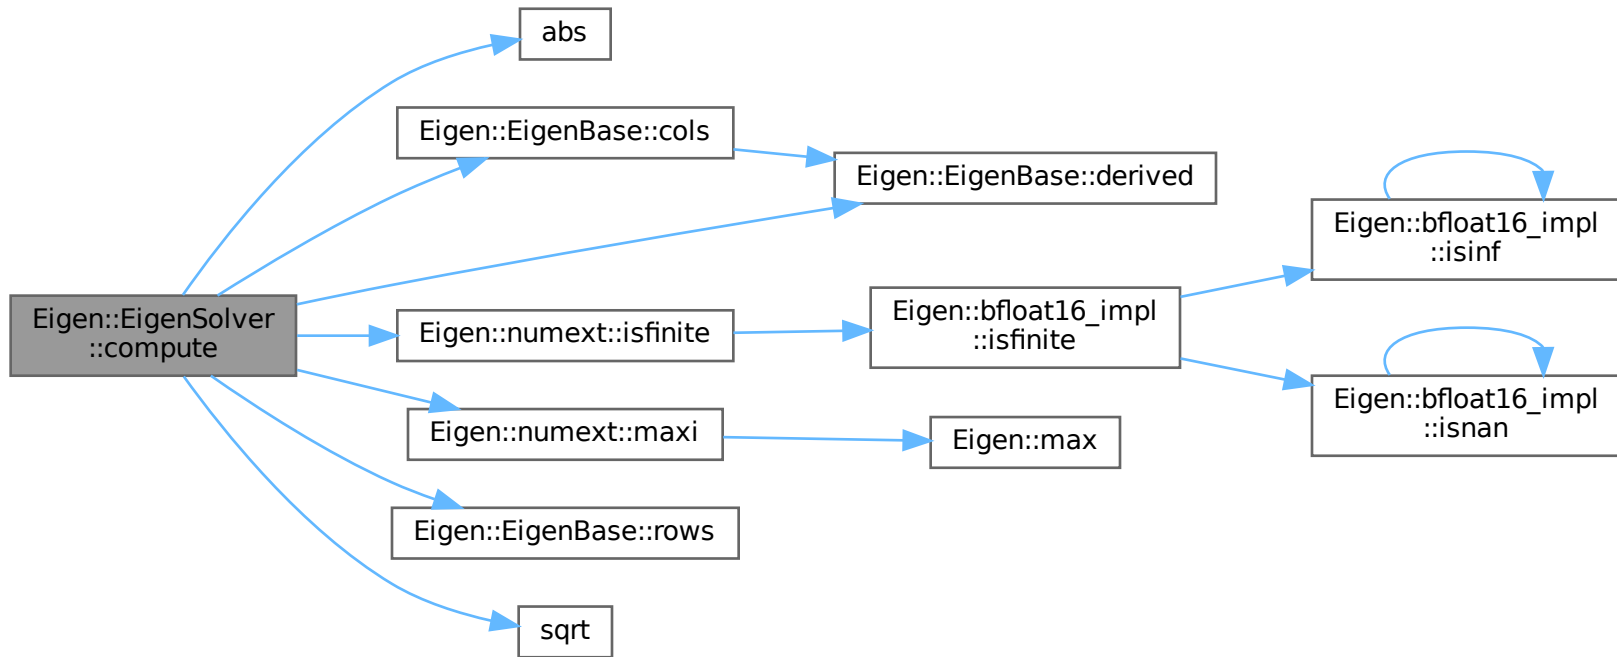 abs
Eigen::EigenBase::cols
Eigen::EigenBase::derived
Eigen::bfloat16_impl
::isinf
Eigen::EigenSolver
::compute
Eigen::numext::isfinite
Eigen::bfloat16_impl
::isfinite
Eigen::bfloat16_impl
::isnan
Eigen::numext::maxi
Eigen::max
Eigen::EigenBase::rows
sqrt